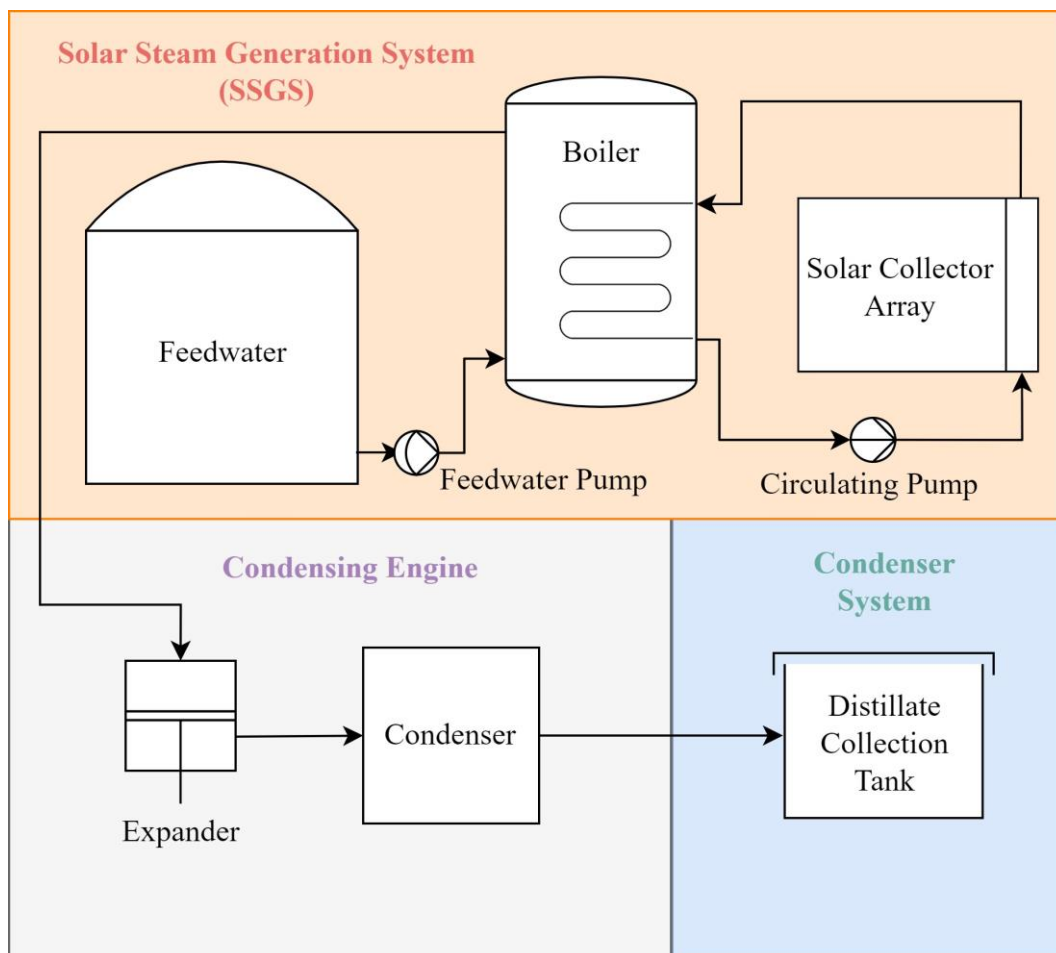 Solar Steam Generation System
(SSGS)
Boiler
Solar Collector
Array
Feedwater
Feedwater Pump
Circulating Pump
Condensing Engine
Condenser
System
Condenser
Distillate
Collection
Tank
Expander